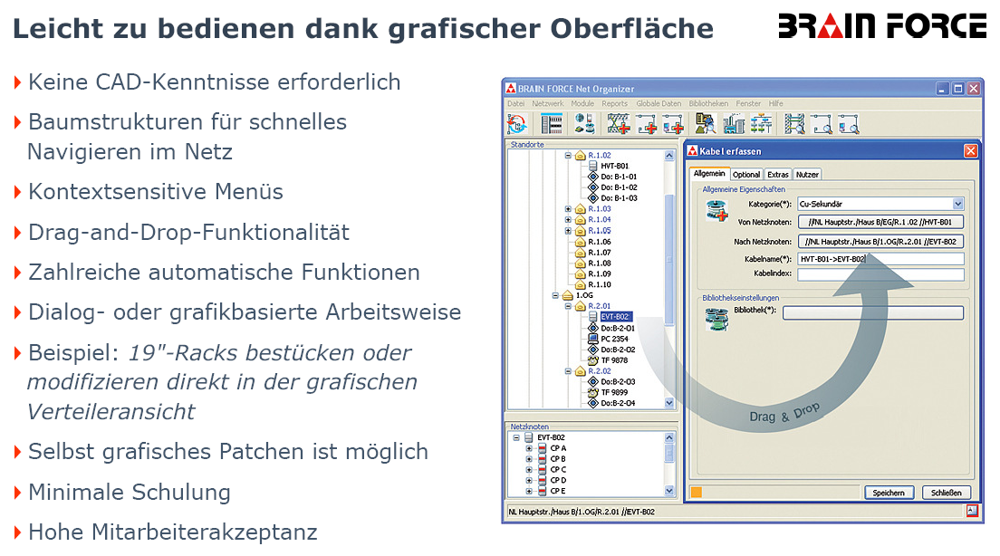 Leicht zu bedienen dank grafischer Oberfläche
BRAIN FORCE
Keine CAD-Kenntnisse erforderlich
Baumstrukturen für schnelles
Navigieren im Netz
Kontextsensitive Menüs
Drag-and-Drop-Funktionalität
Zahlreiche automatische Funktionen
Dialog- oder grafikbasierte Arbeitsweise
Beispiel: 19"-Racks bestücken oder
modifizieren direkt in der grafischen
Verteileransicht
Selbst grafisches Patchen ist möglich
Minimale Schulung
Hohe Mitarbeiterakzeptanz
BRAIN FORCE Net Organizer
Datei Netzwerk Module Reports Globale Daten Bibliotheken Fenster Hilfe
Standorte
R.1.02
HVT-B01
Do: B-1-01
Do: B-1-02
Do: B-1-03
R.1.03
R.1.04
R.1.05
R.1.06
R.1.07
R.1.08
R.1.09
R.1.10
1.OG
R.2.01
EVT-B02
Do:B-2-O1
PC 2354
Do:B-2-O2
TF 9878
R.2.02
Do:B-2-O3
TF 9899
Do:B-2-O4
Netzknoten
EVT-B02
CP A
CP B
CP C
CP D
CP E
NL Hauptstr./Haus B/1.OG/R.2.01 //EVT-B02
Kabel erfassen
Allgemein Optional Extras Nutzer
Allgemeine Eigenschaften
Kategorie(*): Cu-Sekundär
Von Netzknoten: //NL Hauptstr./Haus B/EG/R.1.02 //HVT-B01
Nach Netzknoten: //NL Hauptstr./Haus B/1.OG/R.2.01 //EVT-B02
Kabelname(*): HVT-B01->EVT-B02
Kabelindex:
Bibliothekseinstellungen
Bibliothek(*):
Drag & Drop
Speichern Schließen